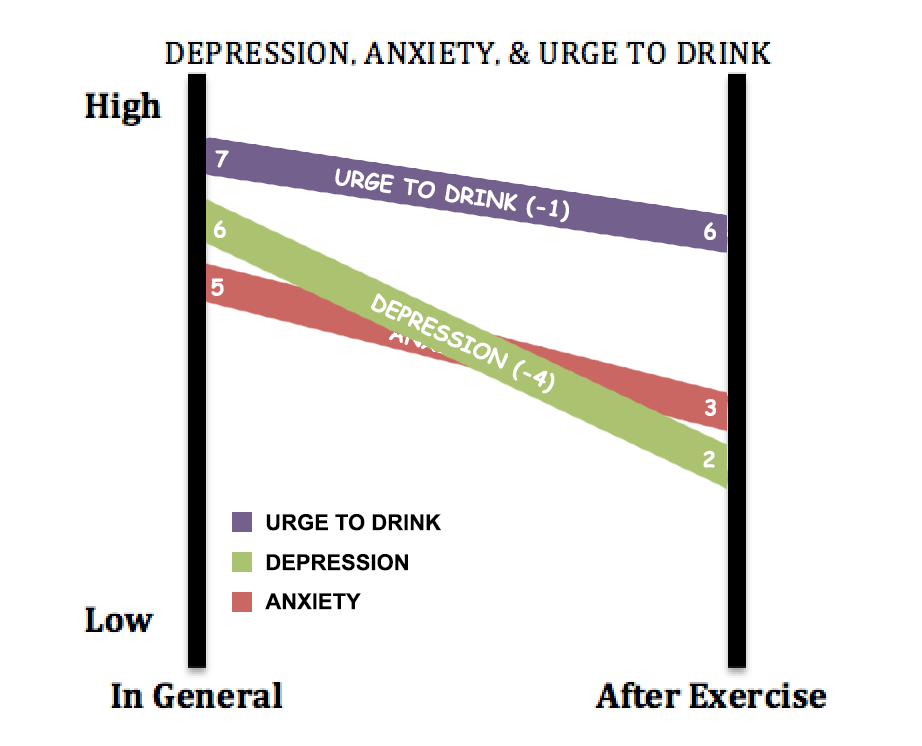 DEPRESSION, ANXIETY, & URGE TO DRINK
High
7
URGE TO DRINK (-1)
6
6
5
DEPRESSION (-4)
3
2
URGE TO DRINK
DEPRESSION
ANXIETY
Low
In General
After Exercise